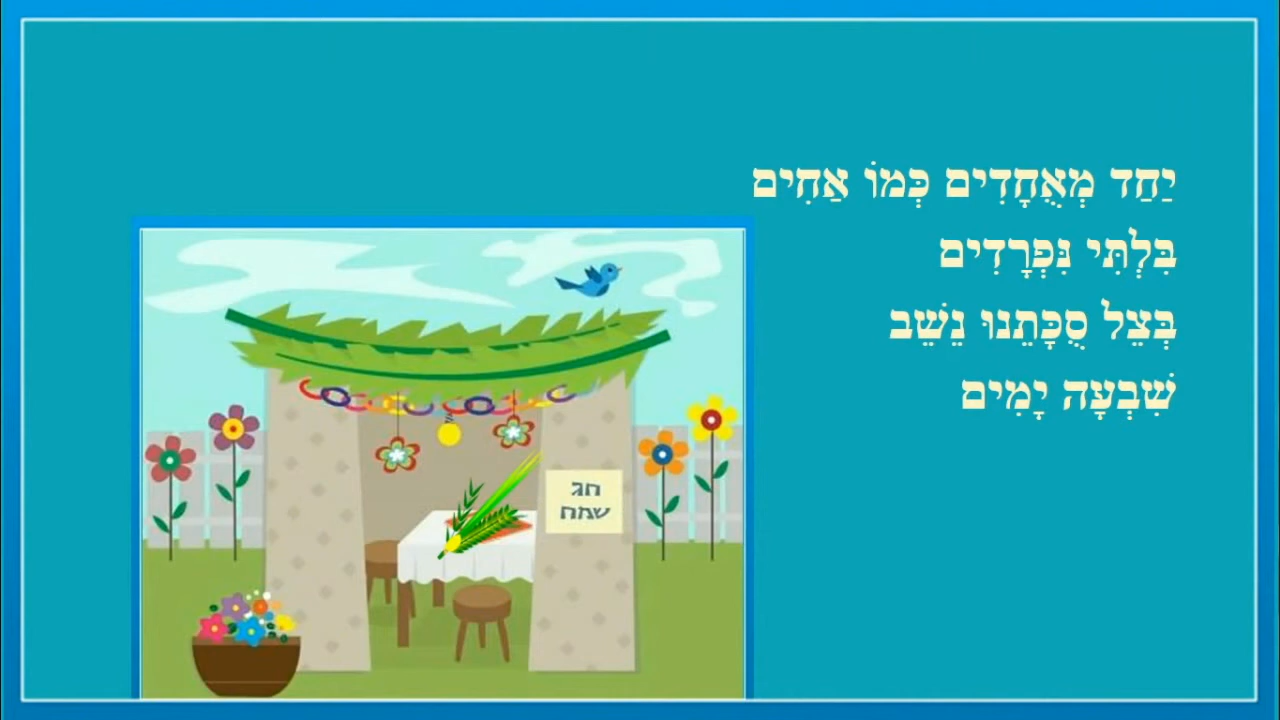 יַחַד מְאֻחָדִים כְּמוֹ אַחִים
בִּלְתִּי נִּפְרָדִים
בְּצֵל סֻכָּתֵנוּ נֵשֵׁב
שִׁבְעָה יָמִים
חג
שמח